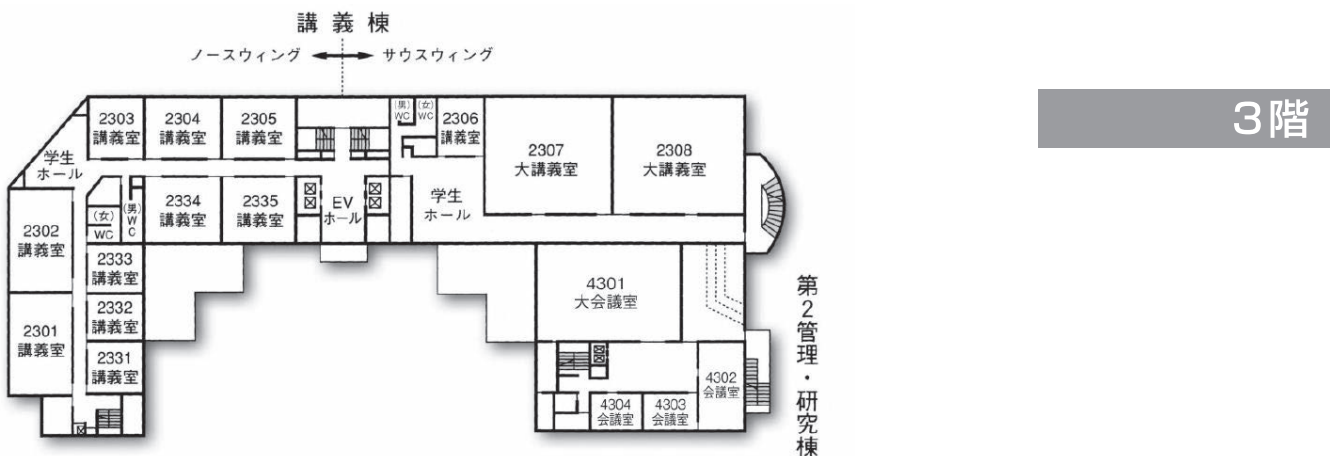 講義棟
ノースウィング サウスウィング
3階
2303
講義室
2304
講義室
2305
講義室
(男)
WC
(女)
WC
2306
講義室
2307
大講義室
2308
大講義室
学生
ホール
2334
講義室
2335
講義室
EV
ホール
学生
ホール
(女)
WC
(男)
WC
2302
講義室
2333
講義室
2332
講義室
2301
講義室
2331
講義室
4301
大会議室
4302
会議室
4304
会議室
4303
会議室
第2管理・研究棟